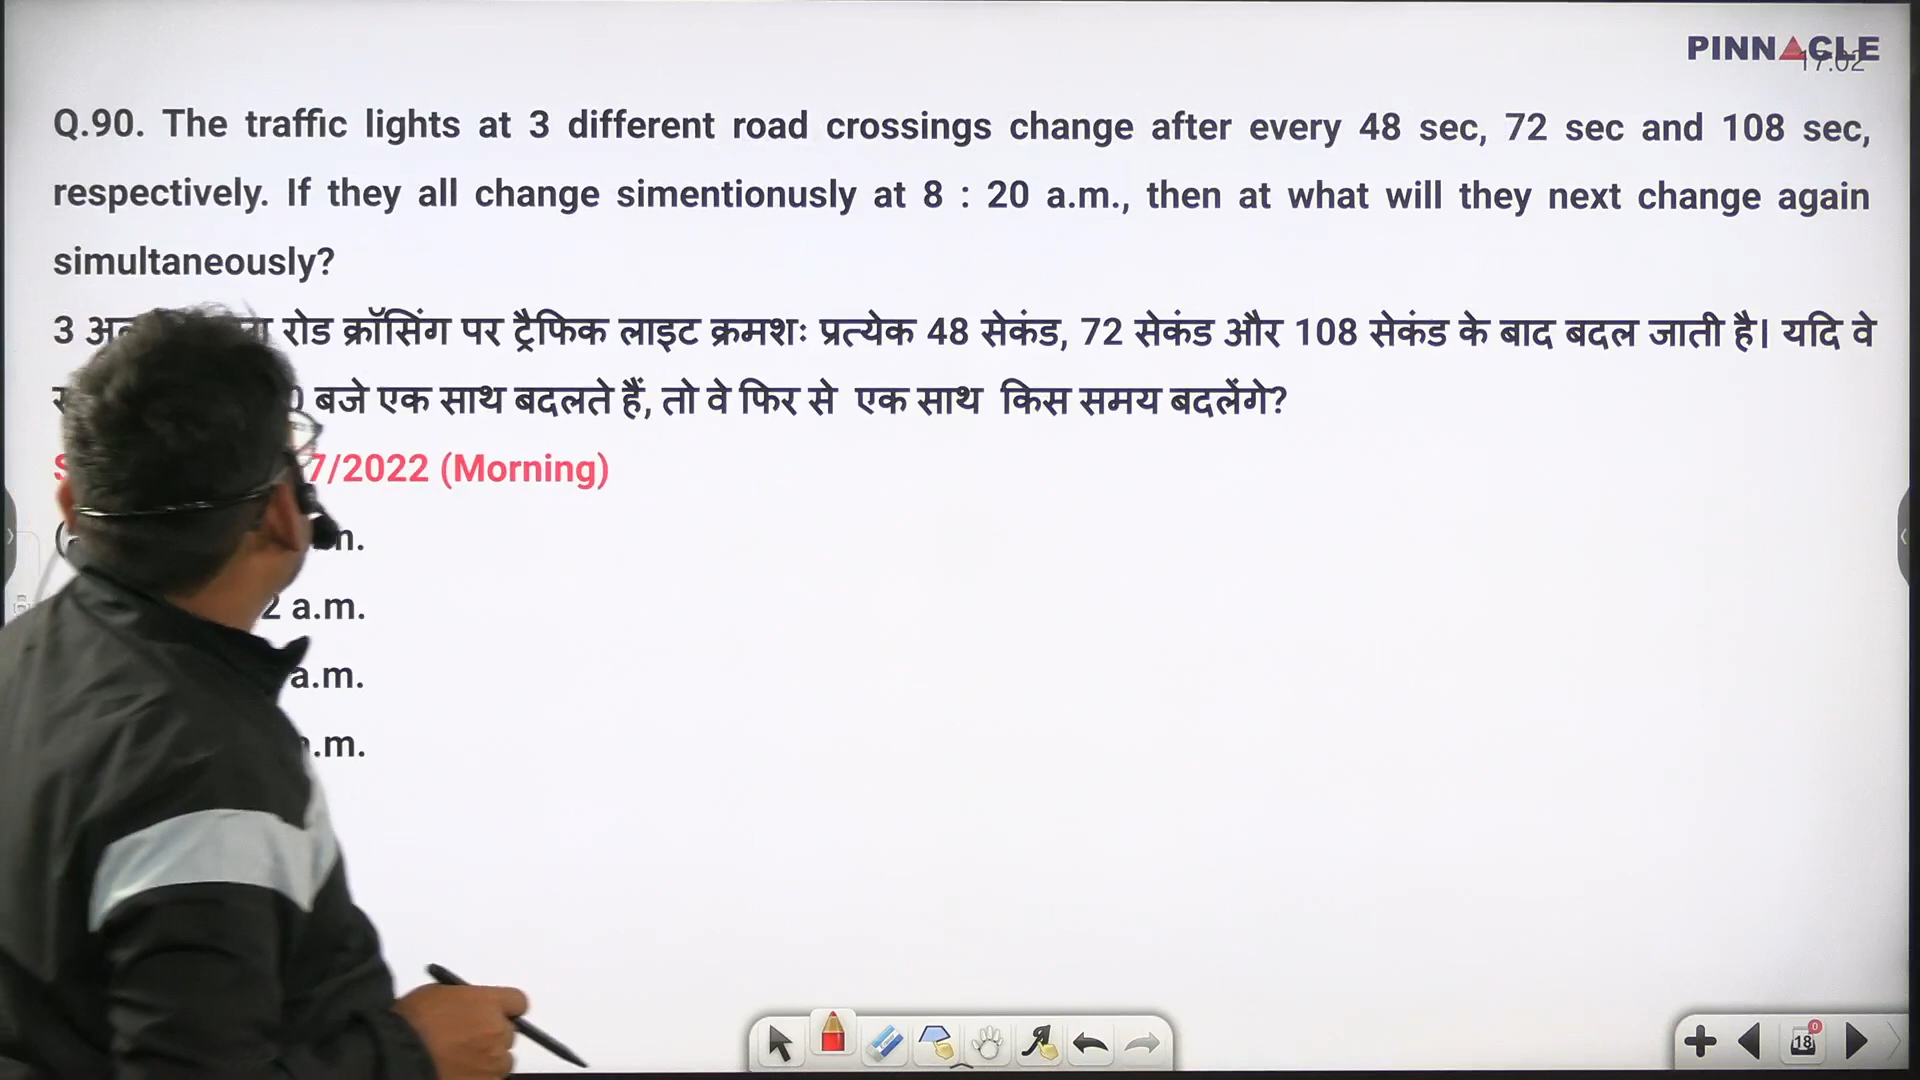 PINNACLE
17:02
Q.90. The traffic lights at 3 different road crossings change after every 48 sec, 72 sec and 108 sec,
respectively. If they all change simentionusly at 8 : 20 a.m., then at what will they next change again
simultaneously?
3 रोड क्रॉसिंग पर ट्रैफिक लाइट क्रमशः प्रत्येक 48 सेकंड, 72 सेकंड और 108 सेकंड के बाद बदल जाती है। यदि वे
बजे एक साथ बदलते हैं, तो वे फिर से एक साथ किस समय बदलेंगे?
7/2022 (Morning)
2 a.m.
a.m.
.m.
18
0